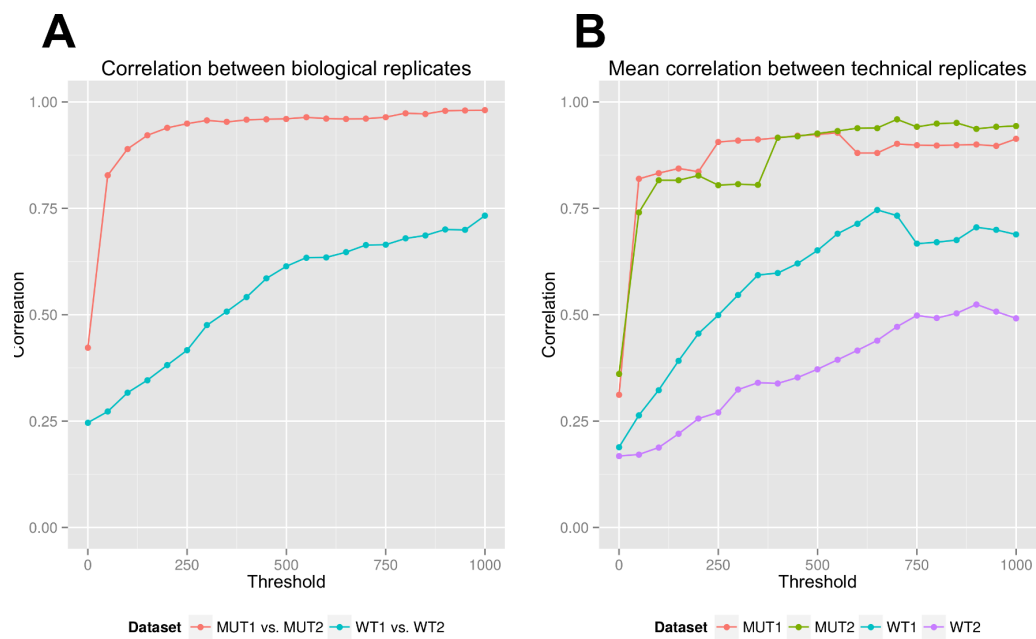 A
B
Correlation between biological replicates
Mean correlation between technical replicates
1.00
0.75
0.50
0.25
0.00
Correlation
0
250
500
750
1000
Threshold
1.00
0.75
0.50
0.25
0.00
Correlation
0
250
500
750
1000
Threshold
Dataset MUT1 vs. MUT2 WT1 vs. WT2
Dataset MUT1 MUT2 WT1 WT2